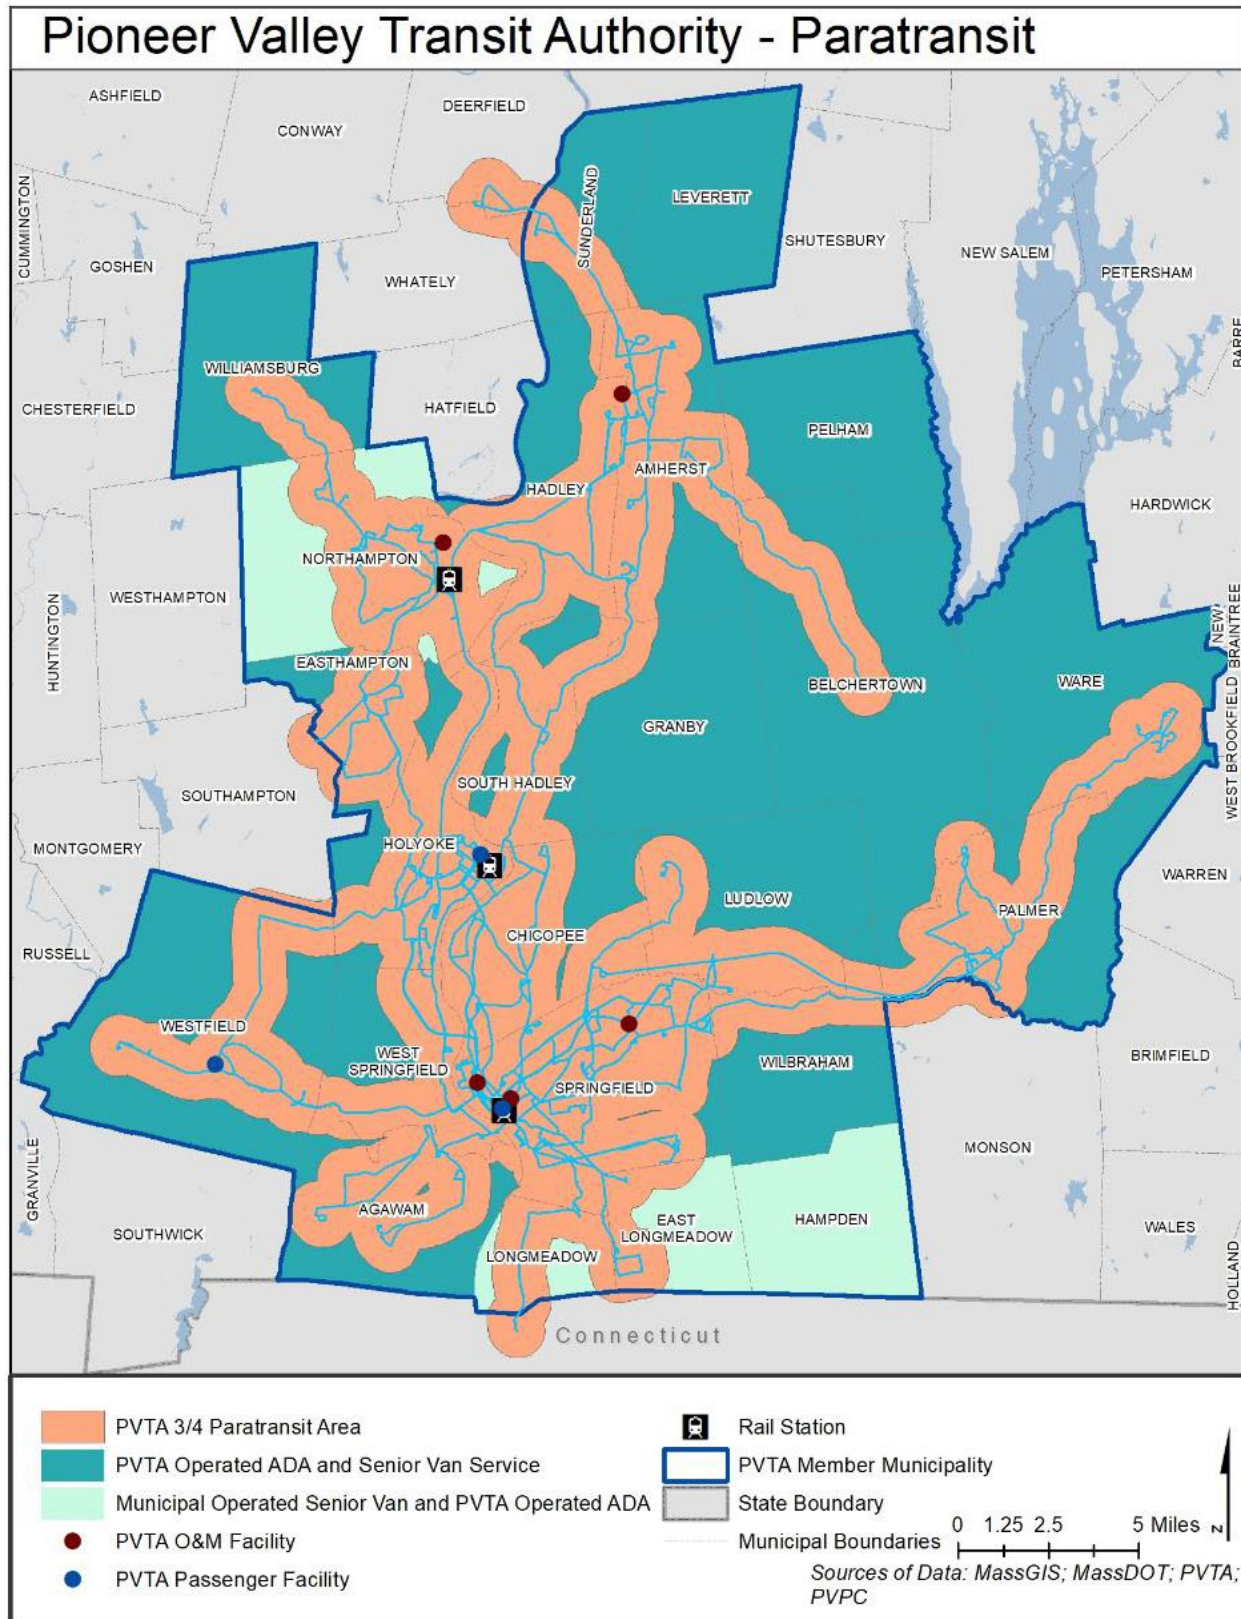 Pioneer Valley Transit Authority - Paratransit
ASHFIELD
DEERFIELD
CONWAY
CUMMINGTON
SUNDERLAND
LEVERETT
SHUTESBURY
NEW SALEM
GOSHEN
PETERSHAM
WHATELY
BARRE
WILLIAMSBURG
CHESTERFIELD
HATFIELD
PELHAM
AMHERST
HADLEY
HARDWICK
NORTHAMPTON
WESTHAMPTON
HUNTINGTON
NEW
BRAINTREE
EASTHAMPTON
BELCHERTOWN
WARE
WEST BROOKFIELD
GRANBY
SOUTH HADLEY
SOUTHAMPTON
HOLYOKE
MONTGOMERY
WARREN
LUDLOW
PALMER
CHICOPEE
RUSSELL
WESTFIELD
WEST
SPRINGFIELD
WILBRAHAM
BRIMFIELD
SPRINGFIELD
MONSON
GRANVILLE
AGAWAM
EAST
LONGMEADOW
HAMPDEN
SOUTHWICK
WALES
LONGMEADOW
HOLLAND
Connecticut
PVTA 3/4 Paratransit Area
PVTA Operated ADA and Senior Van Service
Municipal Operated Senior Van and PVTA Operated ADA
PVTA O&M Facility
PVTA Passenger Facility
Rail Station
PVTA Member Municipality
State Boundary
Municipal Boundaries
0 1.25 2.5 5 Miles
N
Sources of Data: MassGIS; MassDOT; PVTA;
PVPC